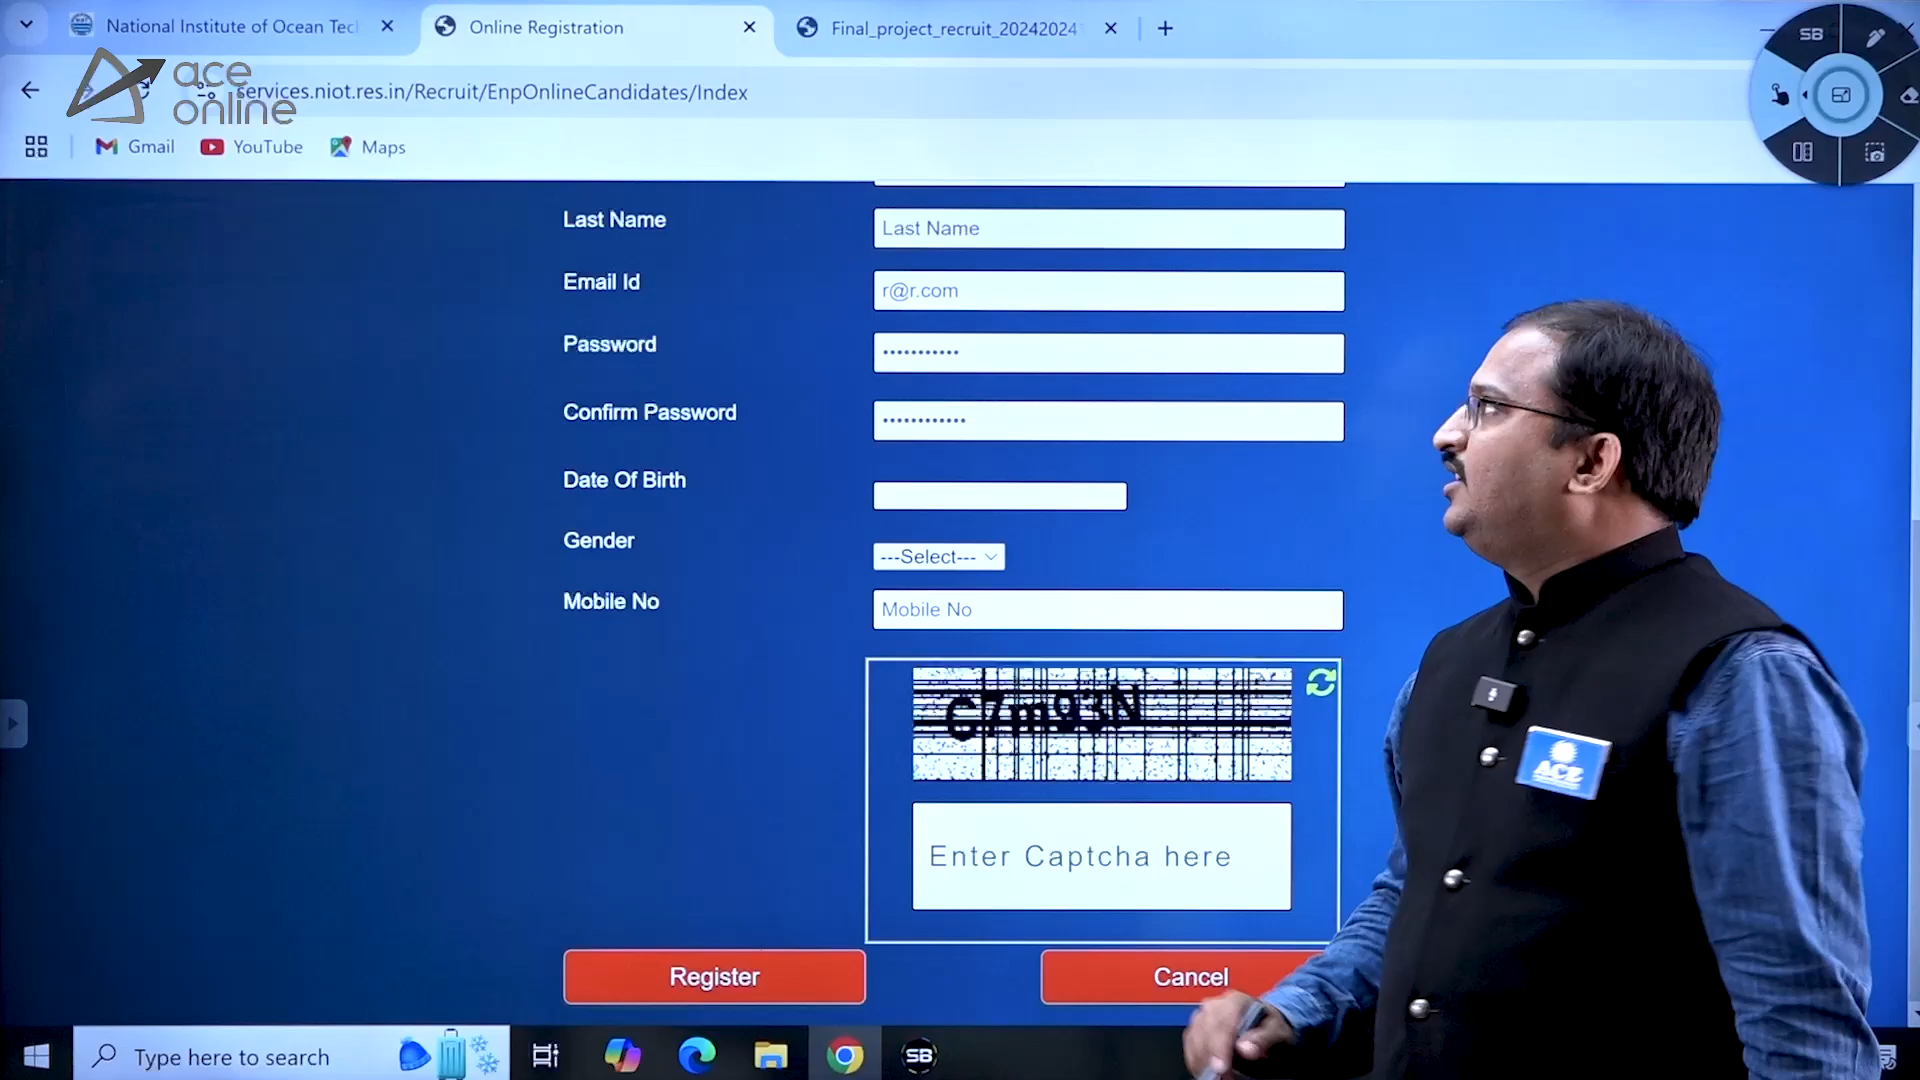 National Institute of Ocean Tec
Online Registration
Final_project_recruit_20242024
SB
ace
online
services.niot.res.in/Recruit/EnpOnlineCandidates/Index
Gmail
YouTube
Maps
Last Name
Last Name
Email Id
r@r.com
Password
Confirm Password
Date Of Birth
Gender
---Select---
Mobile No
Mobile No
C7m93N
Enter Captcha here
Register
Cancel
ACE
Type here to search
SB